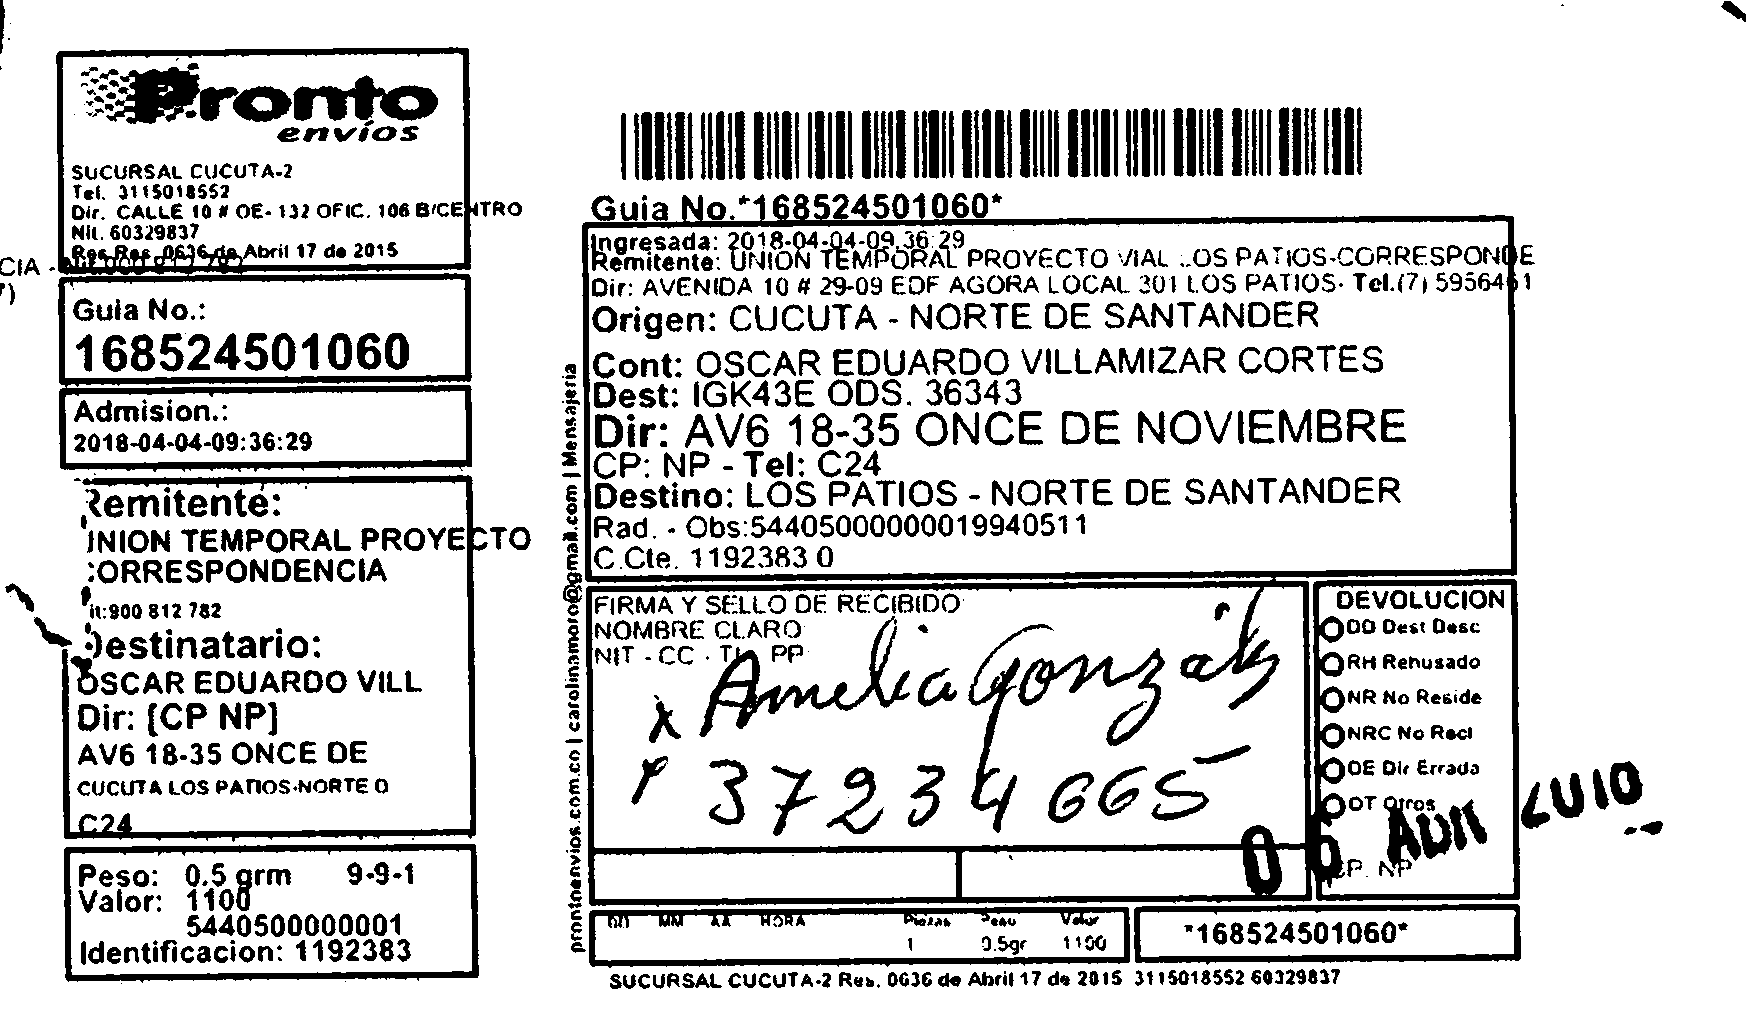 Pronto
envíos
SUCURSAL CUCUTA-2
Tel. 3115018552
Dir. CALLE 10 # OE- 132 OFIC. 106 B/CENTRO
Nit. 60329837
Res.Res. 0636 de Abril 17 de 2015
CIA -
7)
Guia No.:
168524501060
Admision.:
2018-04-04-09:36:29
Remitente:
UNION TEMPORAL PROYECTO
CORRESPONDENCIA
it:900 812 782
Destinatario:
OSCAR EDUARDO VILL
Dir: [CP NP]
AV6 18-35 ONCE DE
CUCUTA LOS PATIOS-NORTE D
C24
Peso: 0.5 grm 9-9-1
Valor: 1100
5440500000001
Identificacion: 1192383
prontoenvios.com.co | carolinamoro@gmail.com | Mensajeria
Guia No.*168524501060*
Ingresada: 2018-04-04-09.36:29
Remitente: UNION TEMPORAL PROYECTO VIAL LOS PATIOS-CORRESPONDE
Dir: AVENIDA 10 # 29-09 EDF AGORA LOCAL 301 LOS PATIOS- Tel.(7) 5956461
Origen: CUCUTA - NORTE DE SANTANDER
Cont: OSCAR EDUARDO VILLAMIZAR CORTES
Dest: IGK43E ODS. 36343
Dir: AV6 18-35 ONCE DE NOVIEMBRE
CP: NP - Tel: C24
Destino: LOS PATIOS - NORTE DE SANTANDER
Rad. - Obs:54405000000019940511
C.Cte. 1192383 0
FIRMA Y SELLO DE RECIBIDO
NOMBRE CLARO
NIT - CC - TI - PP
x Amelia Gonzalez
37234665
DEVOLUCION
DD Dest Desc
RH Rehusado
NR No Reside
NRC No Recl
DE Dir Errada
OT Otros
CP. NP
DD MM AA HORA Piezas Peso Valor
1 0.5gr 1100
*168524501060*
SUCURSAL CUCUTA-2 Res. 0636 de Abril 17 de 2015 3115018552 60329837